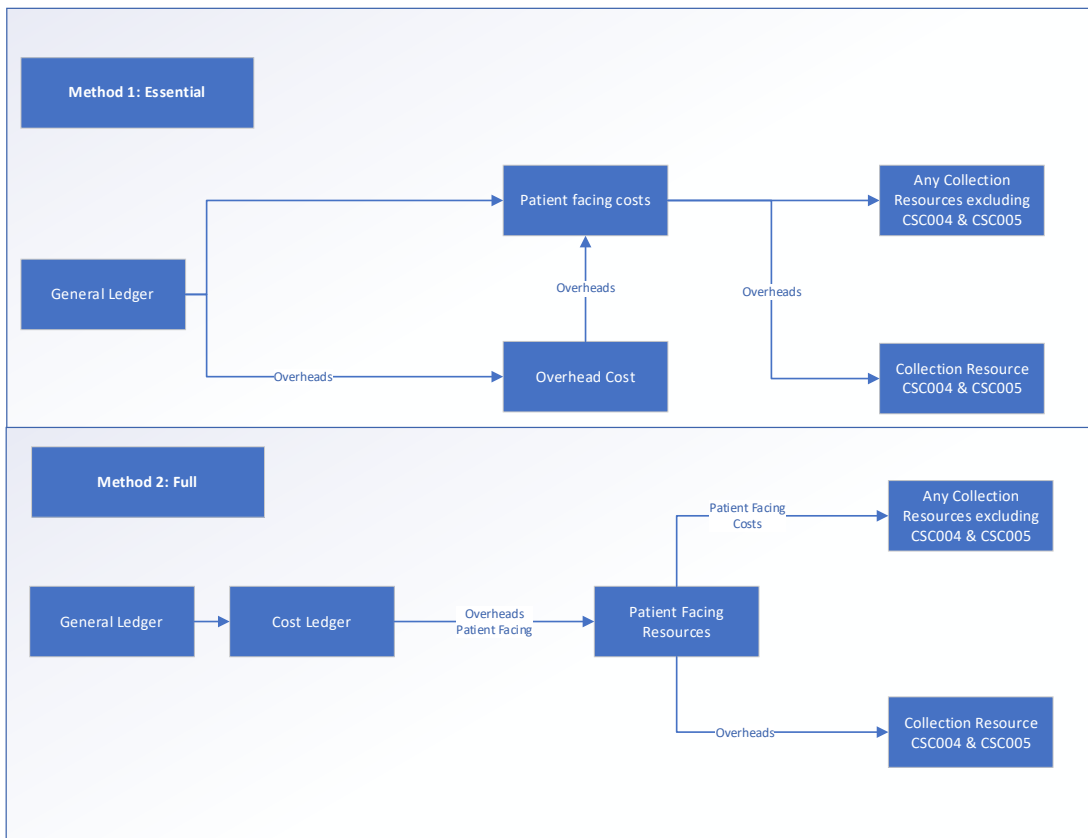 Method 1: Essential
Patient facing costs
Any Collection
Resources excluding
CSC004 & CSC005
General Ledger
Overheads
Overheads
Overheads
Overhead Cost
Collection Resource
CSC004 & CSC005
Method 2: Full
Patient Facing
Costs
Any Collection
Resources excluding
CSC004 & CSC005
General Ledger
Cost Ledger
Overheads
Patient Facing
Patient Facing
Resources
Overheads
Collection Resource
CSC004 & CSC005